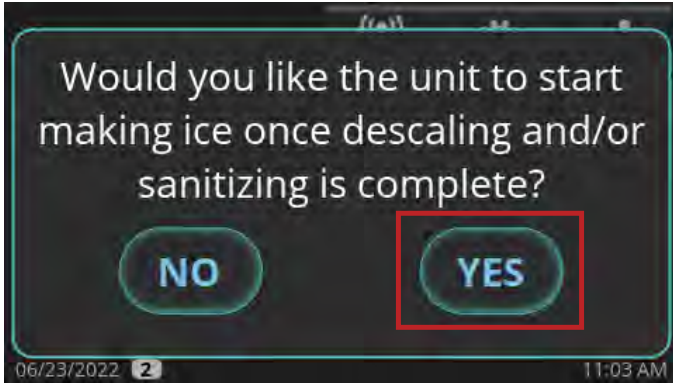 Would you like the unit to start
making ice once descaling and/or
sanitizing is complete?
NO YES
06/23/2022 2 11:03 AM